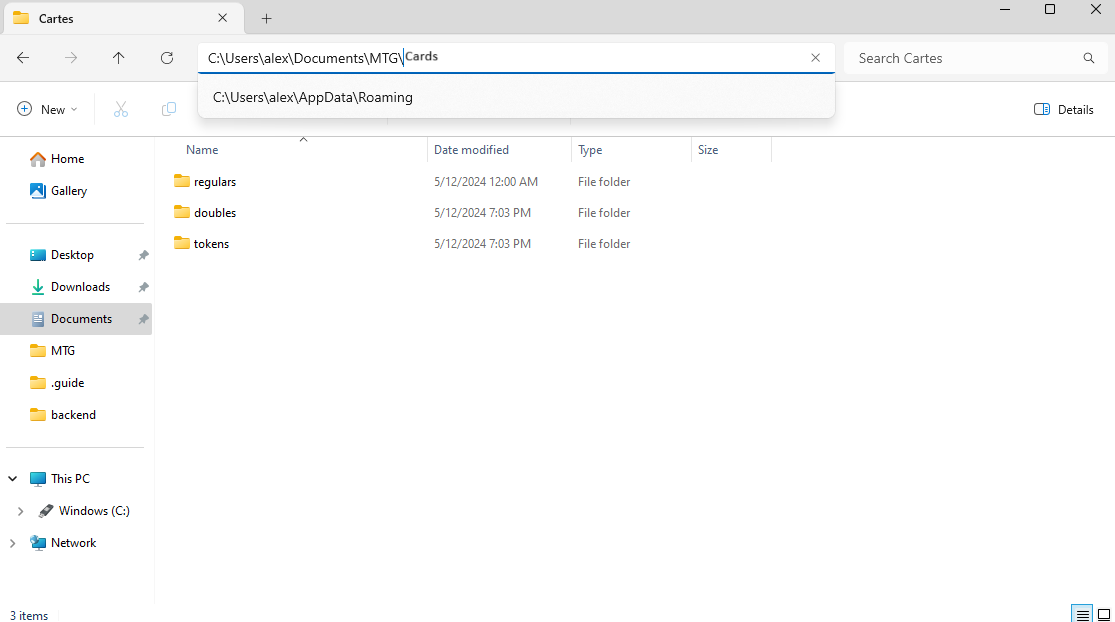 Cartes
C:\Users\alex\Documents\MTG\Cards
Search Cartes
C:\Users\alex\AppData\Roaming
New
Details
Name Date modified Type Size
regulars 5/12/2024 12:00 AM File folder
doubles 5/12/2024 7:03 PM File folder
tokens 5/12/2024 7:03 PM File folder
Home
Gallery
Desktop
Downloads
Documents
MTG
.guide
backend
This PC
Windows (C:)
Network
3 items